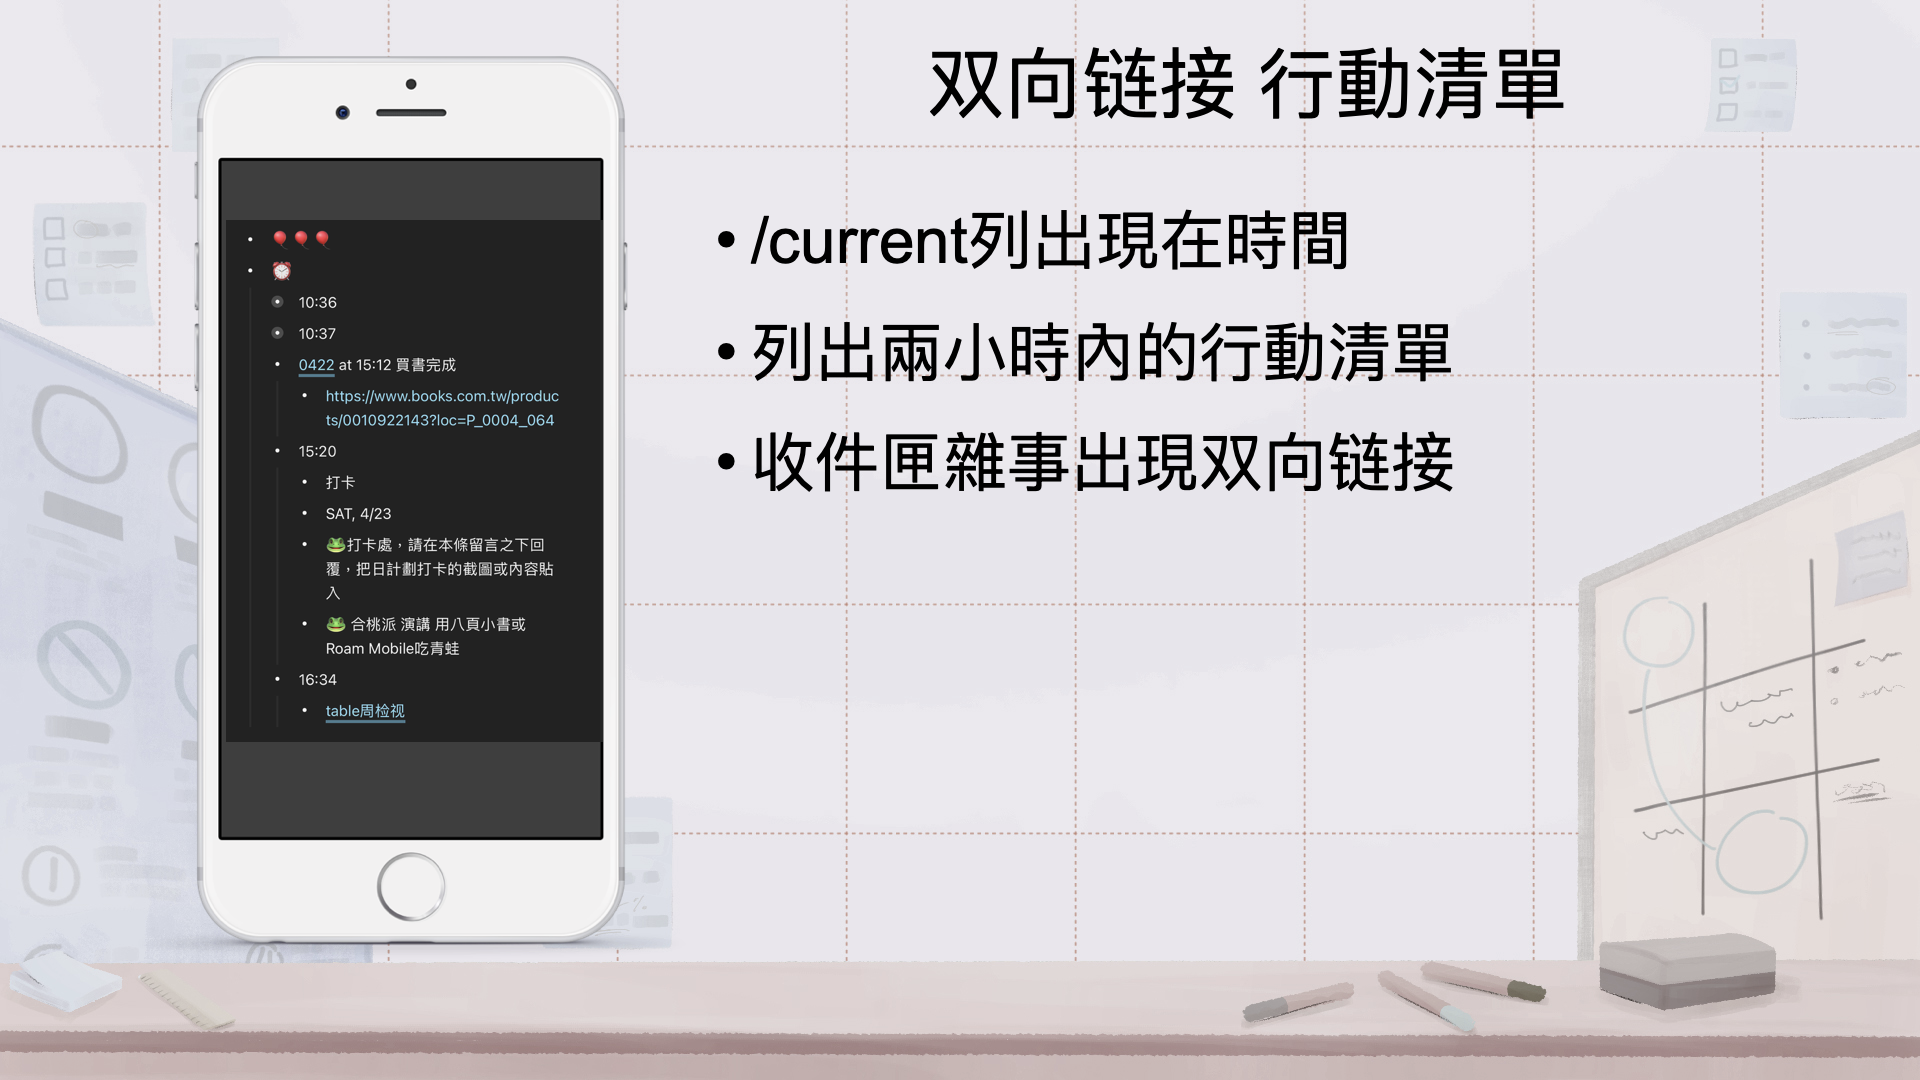 双向链接 行動清單
• /current列出現在時間
• 列出兩小時內的行動清單
• 收件匣雜事出現双向链接
• 🎈🎈🎈
• ⏰
10:36
10:37
• 0422 at 15:12 買書完成
• https://www.books.com.tw/produc
ts/0010922143?loc=P_0004_064
• 15:20
• 打卡
• SAT, 4/23
• 🐸打卡處，請在本條留言之下回
覆，把日計劃打卡的截圖或內容貼
入
• 🐸 合桃派 演講 用八頁小書或
Roam Mobile吃青蛙
• 16:34
• table周检视